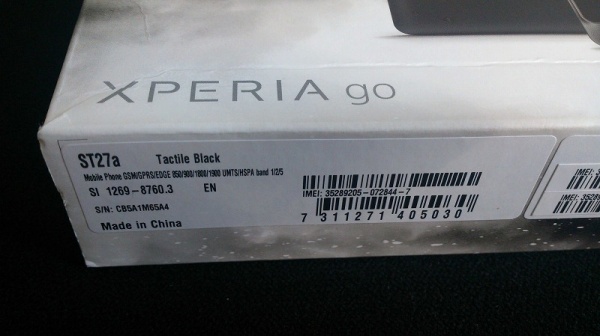 XPERIA go
ST27a Tactile Black
Mobile Phone GSM/GPRS/EDGE 850/900/1800/1900 UMTS/HSPA band 1/2/5
SI 1269-8760.3 EN
S/N: CB5A1M65A4
Made in China
IMEI: 35289205-072844-7
7 311271 405030
IMEI:
IMEI: 35289